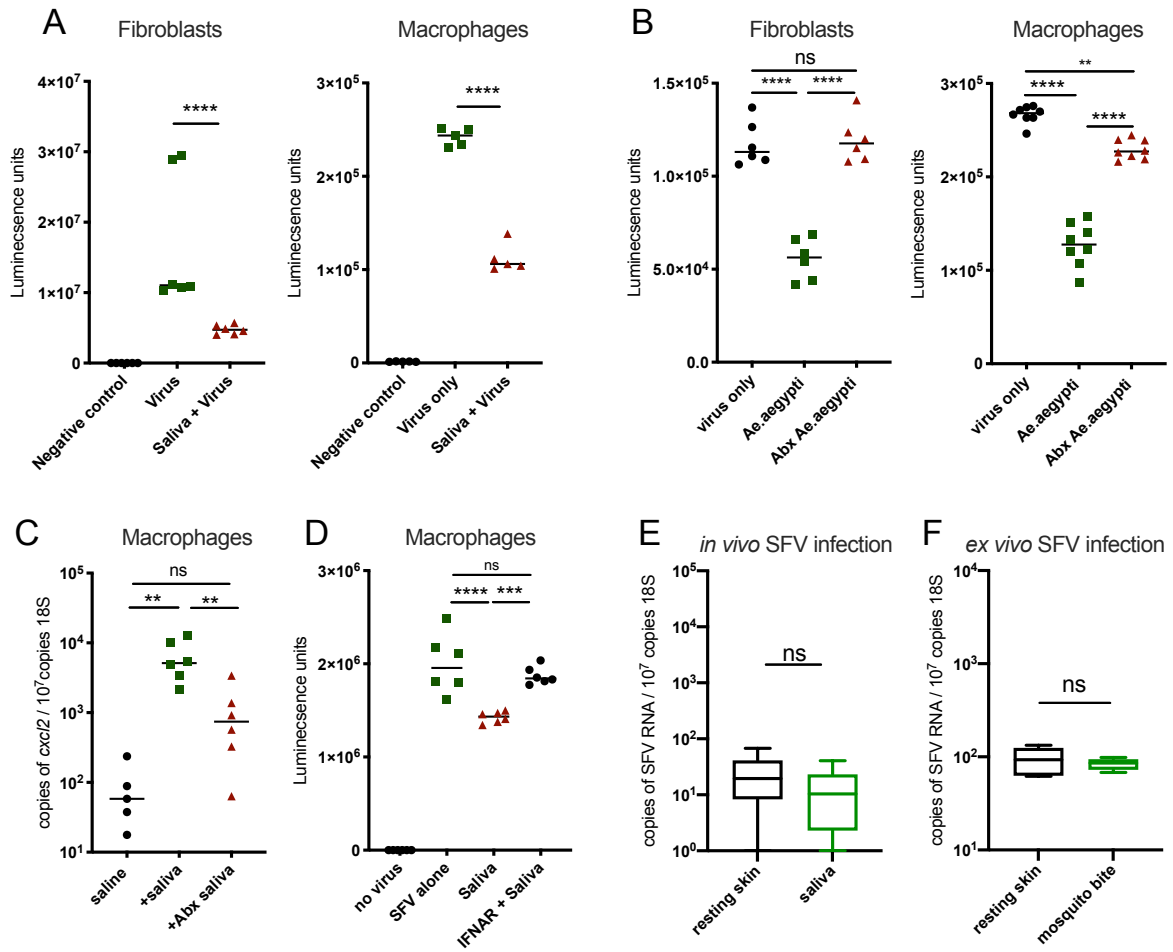 A
Fibroblasts
Luminecsence units
4×10⁷
3×10⁷
2×10⁷
1×10⁷
0
****
Negative control
Virus
Saliva + Virus
Macrophages
Luminecsence units
3×10⁵
2×10⁵
1×10⁵
0
****
Negative control
Virus only
Saliva + Virus
B
Fibroblasts
Luminecsence units
1.5×10⁵
1.0×10⁵
5.0×10⁴
0.0
ns
**** ****
virus only
Ae.aegypti
Abx Ae.aegypti
Macrophages
Luminecsence units
3×10⁵
2×10⁵
1×10⁵
0
**
****
****
virus only
Ae.aegypti
Abx Ae.aegypti
C
Macrophages
copies of cxcl2 / 10⁷copies 18S
10⁵
10⁴
10³
10²
10¹
ns
** **
saline
+saliva
+Abx saliva
D
Macrophages
Luminecsence units
3×10⁶
2×10⁶
1×10⁶
0
ns
**** ***
no virus
SFV alone
Saliva
IFNAR + Saliva
E
in vivo SFV infection
copies of SFV RNA / 10⁷ copies 18S
10⁵
10⁴
10³
10²
10¹
10⁰
ns
resting skin
saliva
F
ex vivo SFV infection
copies of SFV RNA / 10⁷ copies 18S
10⁴
10³
10²
10¹
ns
resting skin
mosquito bite